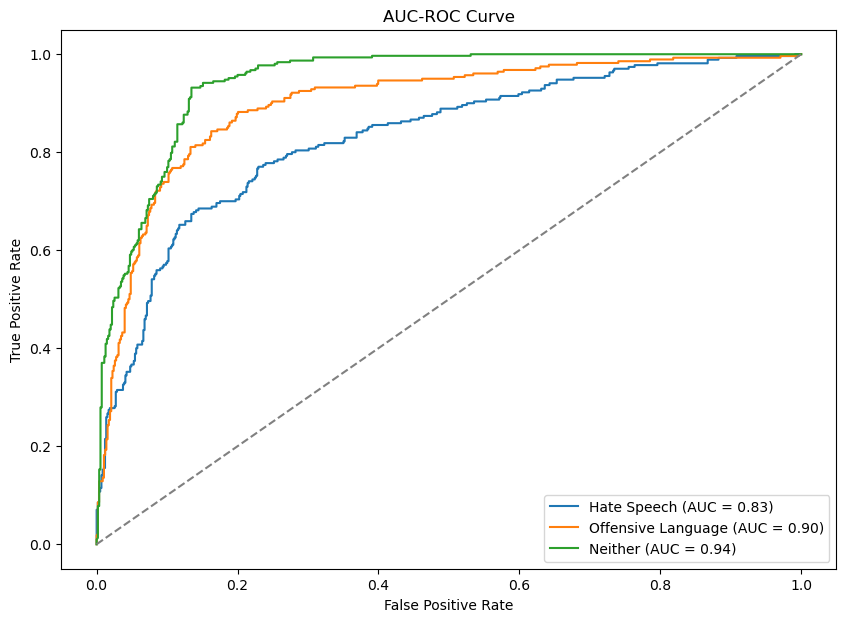 AUC-ROC Curve
1.0
0.8
0.6
0.4
0.2
0.0
True Positive Rate
0.0 0.2 0.4 0.6 0.8 1.0
False Positive Rate
Hate Speech (AUC = 0.83)
Offensive Language (AUC = 0.90)
Neither (AUC = 0.94)